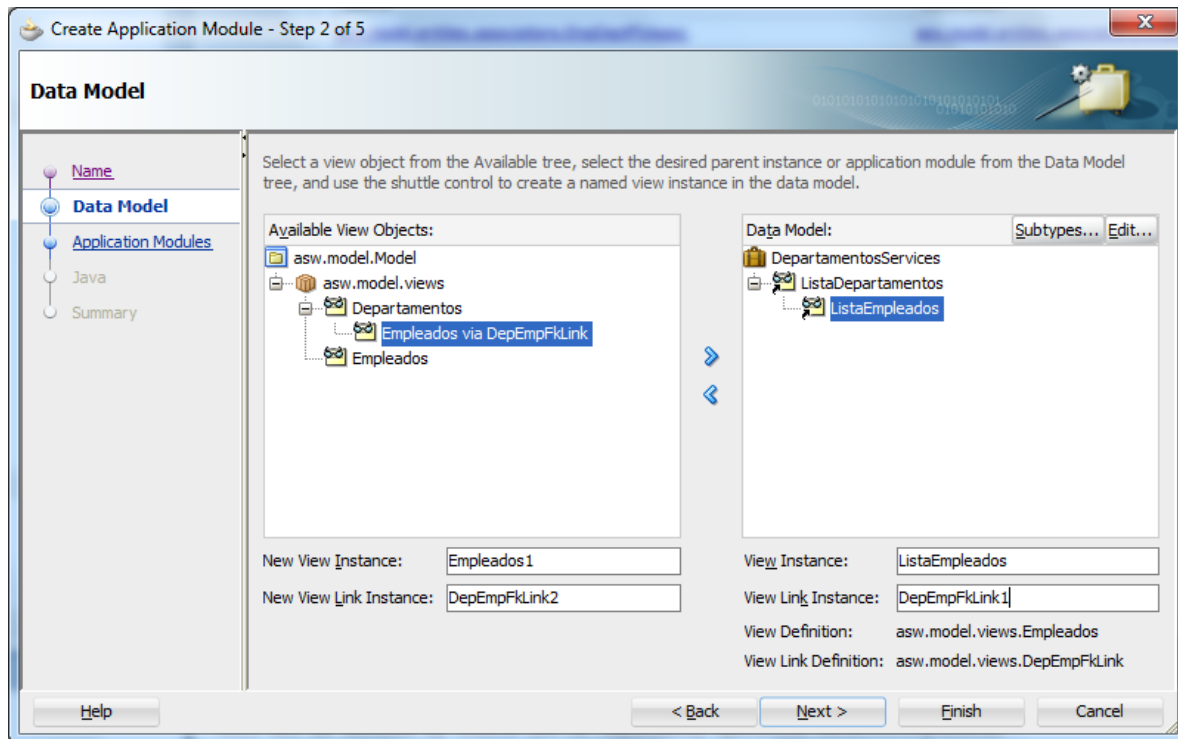 Create Application Module - Step 2 of 5
Data Model
Name
Data Model
Application Modules
Java
Summary
Select a view object from the Available tree, select the desired parent instance or application module from the Data Model
tree, and use the shuttle control to create a named view instance in the data model.
Available View Objects:
asw.model.Model
asw.model.views
Departamentos
Empleados via DepEmpFkLink
Empleados
New View Instance: Empleados1
New View Link Instance: DepEmpFkLink2
Data Model: Subtypes... Edit...
DepartamentosServices
ListaDepartamentos
ListaEmpleados
View Instance: ListaEmpleados
View Link Instance: DepEmpFkLink1
View Definition: asw.model.views.Empleados
View Link Definition: asw.model.views.DepEmpFkLink
Help < Back Next > Finish Cancel